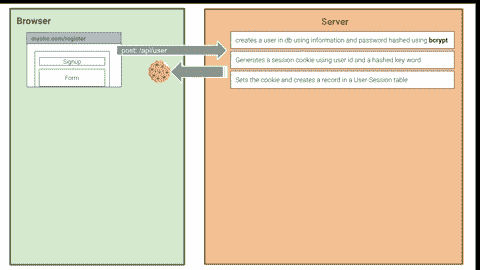 Browser
Server
mysite.com/register
post: /api/user
Signup
Form
creates a user in db using information and password hashed using bcrypt
Generates a session cookie using user id and a hashed key word
Sets the cookie and creates a record in a User-Session table